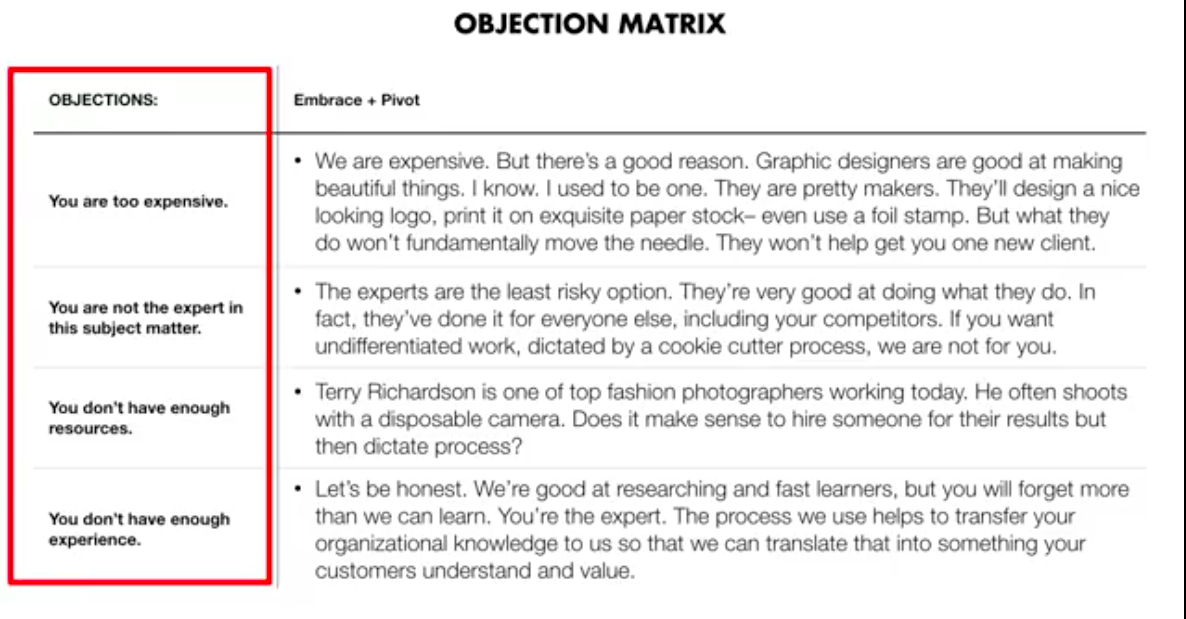 OBJECTION MATRIX
OBJECTIONS:
Embrace + Pivot
You are too expensive.
• We are expensive. But there's a good reason. Graphic designers are good at making
beautiful things. I know. I used to be one. They are pretty makers. They'll design a nice
looking logo, print it on exquisite paper stock– even use a foil stamp. But what they
do won't fundamentally move the needle. They won't help get you one new client.
You are not the expert in
this subject matter.
• The experts are the least risky option. They're very good at doing what they do. In
fact, they've done it for everyone else, including your competitors. If you want
undifferentiated work, dictated by a cookie cutter process, we are not for you.
You don't have enough
resources.
• Terry Richardson is one of top fashion photographers working today. He often shoots
with a disposable camera. Does it make sense to hire someone for their results but
then dictate process?
You don't have enough
experience.
• Let's be honest. We're good at researching and fast learners, but you will forget more
than we can learn. You're the expert. The process we use helps to transfer your
organizational knowledge to us so that we can translate that into something your
customers understand and value.